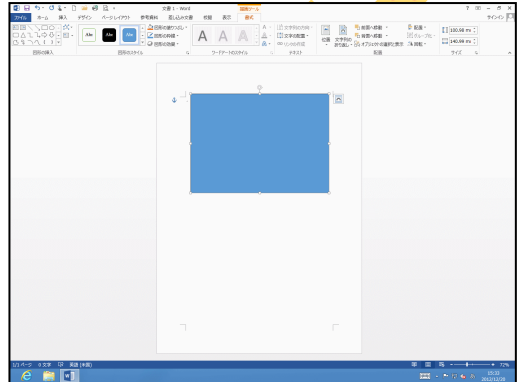 文書 1 - Word
描画ツール
サインイン
ファイル ホーム 挿入 デザイン ページ レイアウト 参考資料 差し込み文書 校閲 表示 書式
Abc Abc Abc
図形の塗りつぶし
図形の枠線
図形の効果
A A A
文字列の方向
文字の配置
リンクの作成
位置
文字列の
折り返し
前面へ移動
背面へ移動
オブジェクトの選択と表示
配置
グループ化
回転
100.98 mm
140.98 mm
図形の挿入 図形のスタイル ワードアートのスタイル テキスト 配置 サイズ
1/1 ページ 0 文字 英語 (米国)
72%
15:33
2012/12/20